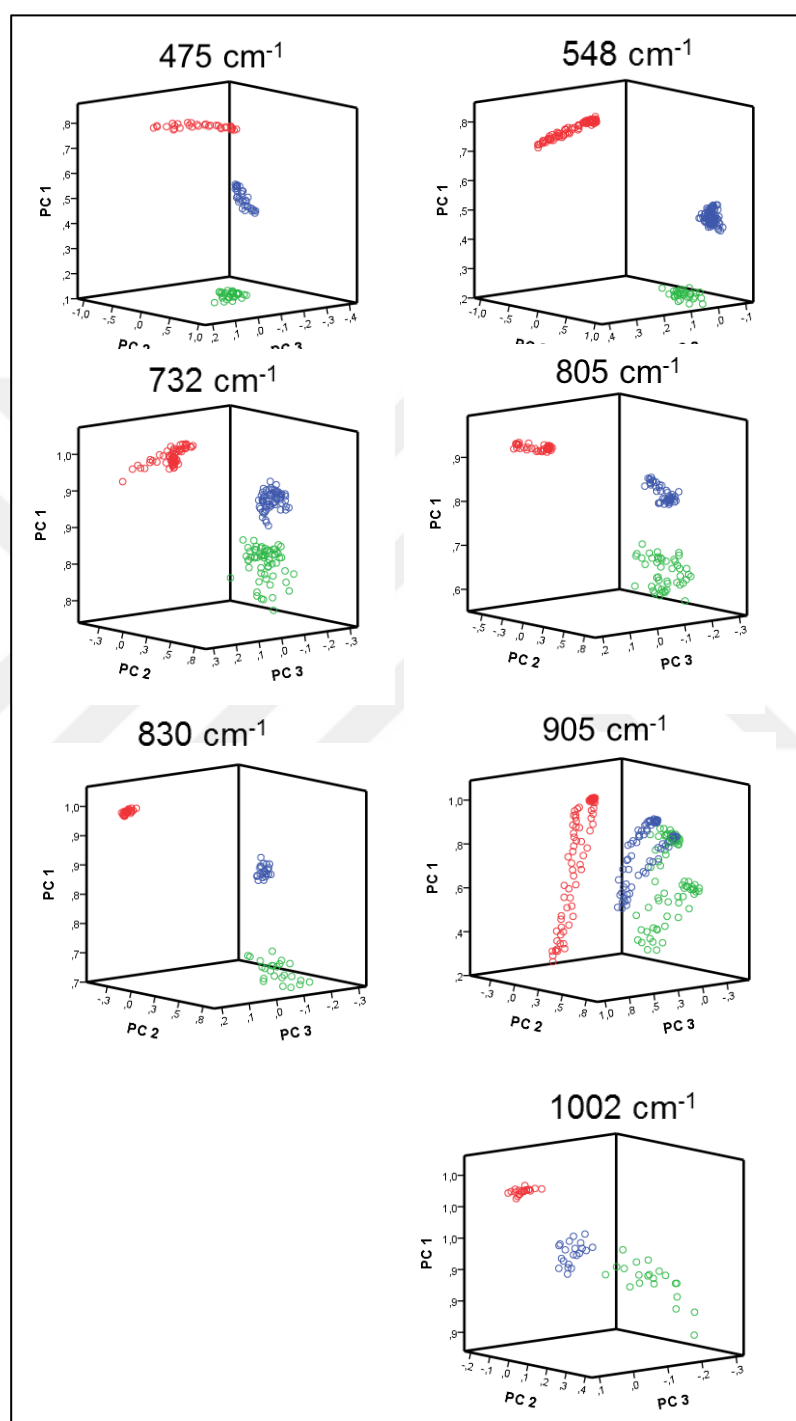 475 cm-1
PC 1
,8
,7
,6
,5
,4
,3
,2
,1
-1,0 -,5 ,0 ,5 1,0
,2 ,1 ,0 -,1 -,2 -,3 -,4
PC 3
548 cm-1
PC 1
,8
,7
,6
,5
,4
,3
,2
-1,0 -,5 ,0 ,5 1,0
,4 ,3 ,2 ,1 ,0 -,1
732 cm-1
PC 1
1,0
,9
,9
,8
,8
-,3 ,0 ,3 ,5 ,8
,3 ,2 ,1 ,0 -,1 -,2 -,3
PC 2
PC 3
805 cm-1
PC 1
,9
,8
,7
,6
-,5 -,3 ,0 ,3 ,5 ,8
,2 ,1 ,0 -,1 -,2 -,3
PC 2
PC 3
830 cm-1
PC 1
1,0
,9
,9
,8
,7
,7
-,3 ,0 ,3 ,5 ,8
,2 ,1 ,0 -,1 -,2 -,3
PC 2
PC 3
905 cm-1
PC 1
1,0
,8
,6
,4
,2
-,3 ,0 ,3 ,5 ,8
1,0 ,8 ,5 ,3 ,0 -,3
PC 2
PC 3
1002 cm-1
PC 1
1,0
1,0
1,0
,9
,9
,9
-,2 -,1 ,0 ,1 ,2 ,3 ,4
,1 ,0 -,1 -,2 -,3
PC 2
PC 3